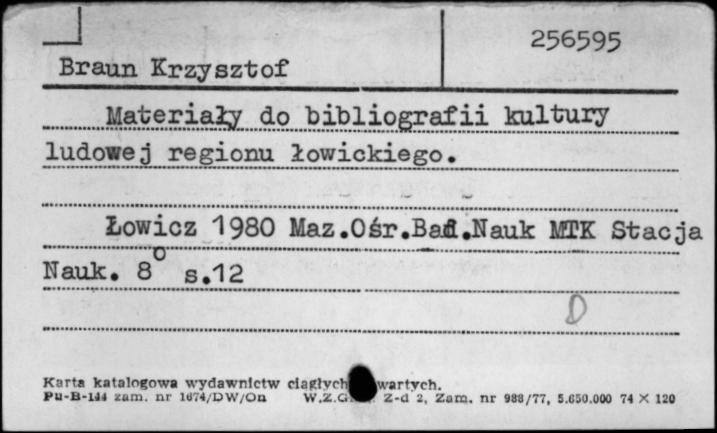 256595
Braun Krzysztof
Materiały do bibliografii kultury
ludowej regionu łowickiego.
Łowicz 1980 Maz.Ośr.Bad.Nauk MTK Stacja
Nauk. 8° s.12
D
Karta katalogowa wydawnictw ciągłych wartych.
Pu-B-144 zam. nr 1674/DW/On W.Z.G. Z-d 2, Zam. nr 988/77, 5.650.000 74 X 120